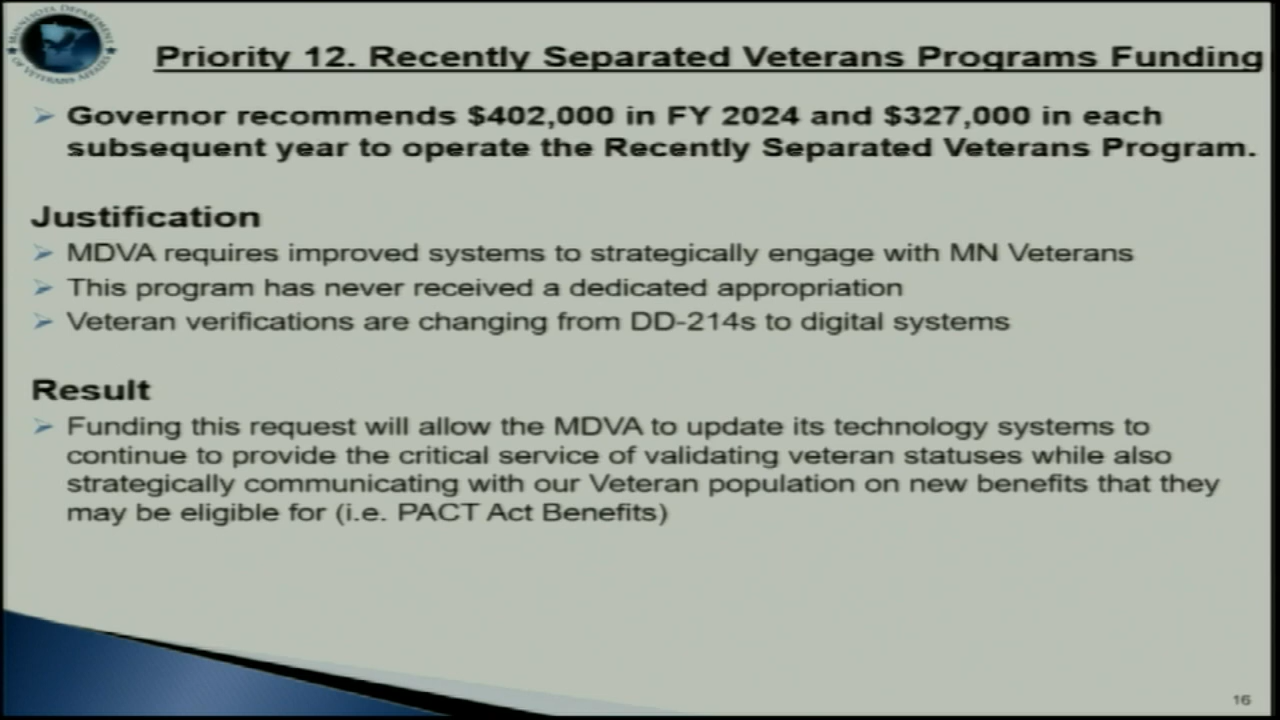 MINNESOTA DEPARTMENT
OF VETERANS AFFAIRS
Priority 12. Recently Separated Veterans Programs Funding
➢ Governor recommends $402,000 in FY 2024 and $327,000 in each
subsequent year to operate the Recently Separated Veterans Program.
Justification
➢ MDVA requires improved systems to strategically engage with MN Veterans
➢ This program has never received a dedicated appropriation
➢ Veteran verifications are changing from DD-214s to digital systems
Result
➢ Funding this request will allow the MDVA to update its technology systems to
continue to provide the critical service of validating veteran statuses while also
strategically communicating with our Veteran population on new benefits that they
may be eligible for (i.e. PACT Act Benefits)
16